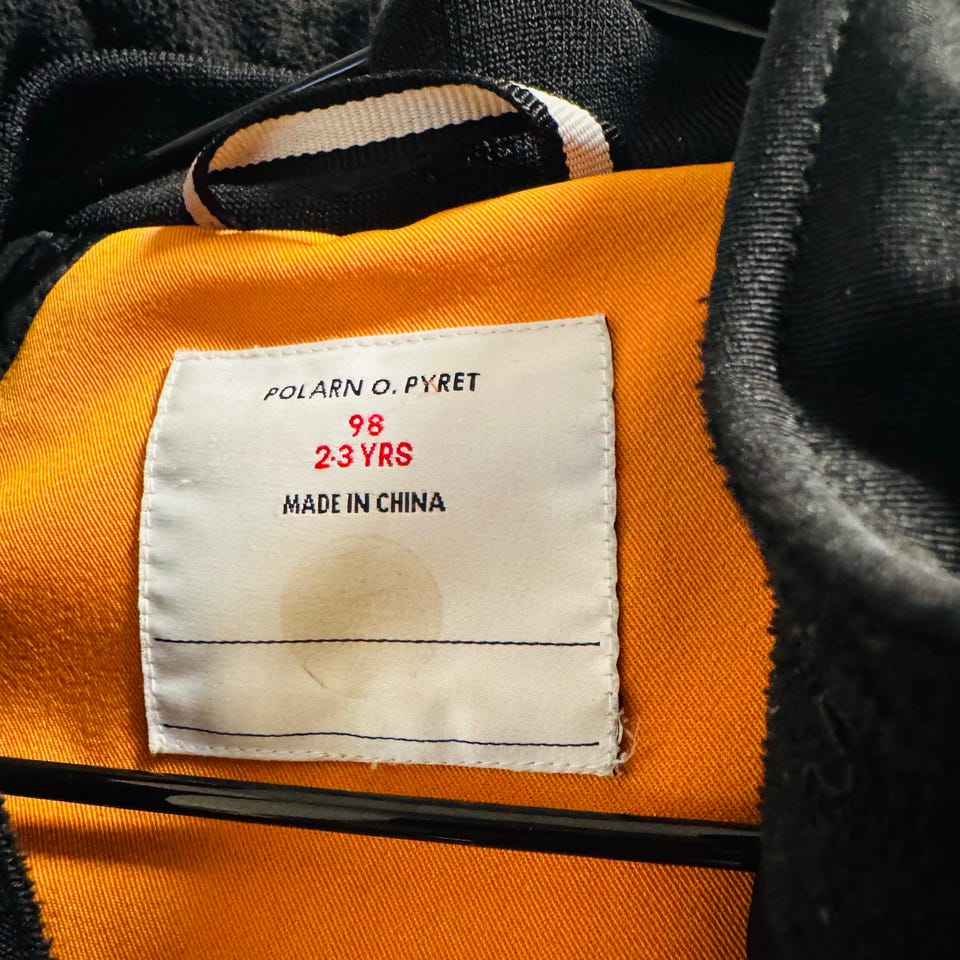 POLARN O. PYRET
98
2-3 YRS
MADE IN CHINA